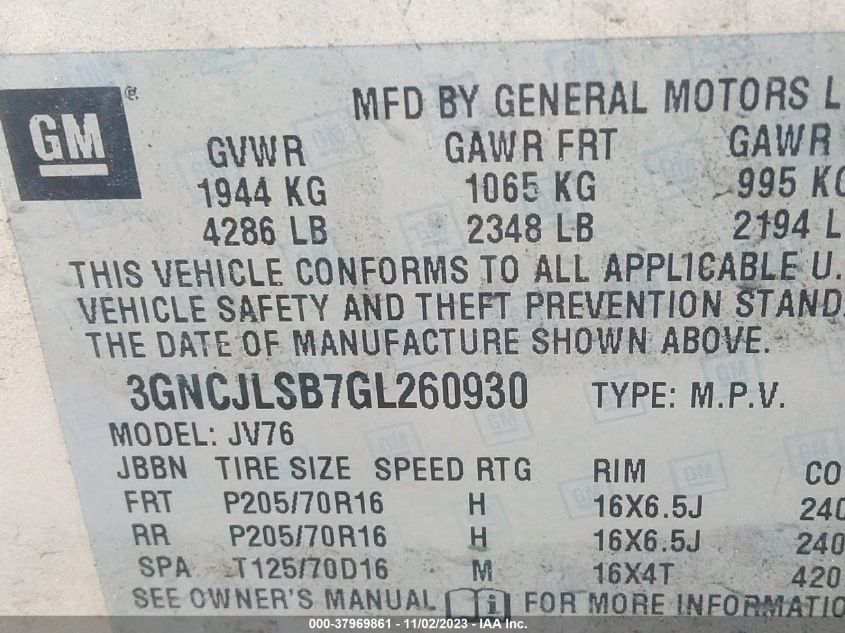 MFD BY GENERAL MOTORS L
GM ®
GVWR GAWR FRT GAWR
1944 KG 1065 KG 995 KG
4286 LB 2348 LB 2194 L
THIS VEHICLE CONFORMS TO ALL APPLICABLE U.
VEHICLE SAFETY AND THEFT PREVENTION STAND
THE DATE OF MANUFACTURE SHOWN ABOVE.
3GNCJLSB7GL260930 TYPE: M.P.V.
MODEL: JV76
JBBN TIRE SIZE SPEED RTG RIM CO
FRT P205/70R16 H 16X6.5J 240
RR P205/70R16 H 16X6.5J 240
SPA T125/70D16 M 16X4T 420
SEE OWNER'S MANUAL i FOR MORE INFORMATIO
000-37969861 - 11/02/2023 - IAA Inc.